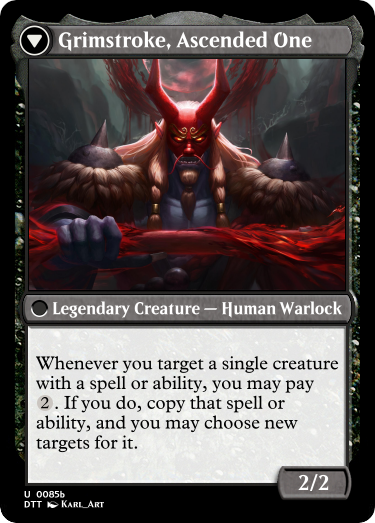 Grimstroke, Ascended One
Legendary Creature — Human Warlock
Whenever you target a single creature
with a spell or ability, you may pay
2. If you do, copy that spell or
ability, and you may choose new
targets for it.
2/2
U 0085b
DTT Karl_Art